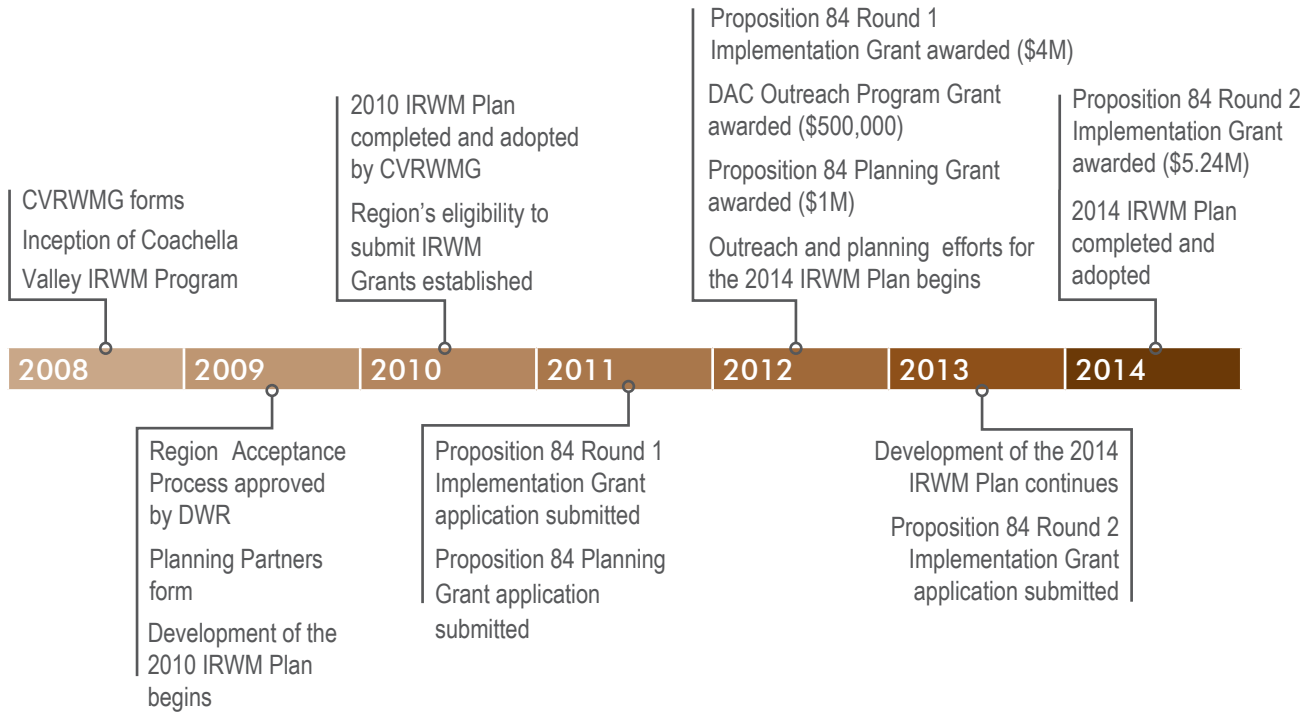 CVRWMG forms
Inception of Coachella
Valley IRWM Program
2010 IRWM Plan
completed and adopted
by CVRWMG
Region's eligibility to
submit IRWM
Grants established
Proposition 84 Round 1
Implementation Grant awarded ($4M)
DAC Outreach Program Grant
awarded ($500,000)
Proposition 84 Planning Grant
awarded ($1M)
Outreach and planning efforts for
the 2014 IRWM Plan begins
Proposition 84 Round 2
Implementation Grant
awarded ($5.24M)
2014 IRWM Plan
completed and
adopted
2008
2009
2010
2011
2012
2013
2014
Region Acceptance
Process approved
by DWR
Planning Partners
form
Development of the
2010 IRWM Plan
begins
Proposition 84 Round 1
Implementation Grant
application submitted
Proposition 84 Planning
Grant application
submitted
Development of the 2014
IRWM Plan continues
Proposition 84 Round 2
Implementation Grant
application submitted